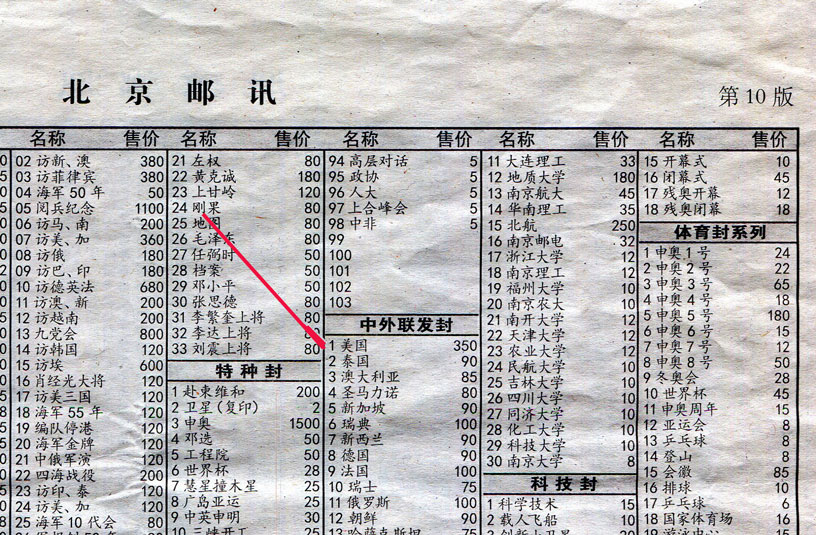 北京邮讯
第10版
名称 售价
02 访新、澳 380
03 访菲律宾 380
04 海军50年 50
05 阅兵纪念 1100
06 访马、南 200
07 访美、加 360
08 访俄 180
09 访巴、印 180
10 访德英法 680
11 访澳、新 200
12 访越南 200
13 九党会 800
14 访韩国 120
15 访埃 600
16 肖经光大将 120
17 访美三国 120
18 海军55年 120
19 编队停港 120
20 海军金牌 120
21 中俄军演 120
22 四海战役 200
23 访印、泰 120
24 访美、加 120
25 海军10代会 80
名称 售价
21 左权 80
22 黄克诚 180
23 上甘岭 120
24 刚果 80
25 地图 80
26 毛泽东 80
27 任弼时 50
28 档案 50
29 邓小平 50
30 张思德 80
31 李繁奎上将 80
32 李达上将 80
33 刘震上将 80
特种封
1 赴柬维和 200
2 卫星(复印) 2
3 申奥 1500
4 邓选 50
5 工程院 50
6 世界杯 28
7 慧星撞木星 25
8 广岛亚运 25
9 中英申明 30
10 三峡开工 25
名称 售价
94 高层对话 5
95 政协 5
96 人大 5
97 上合峰会 5
98 中非 5
99
100
101
102
103
中外联发封
1 美国 350
2 泰国 90
3 澳大利亚 85
4 圣马力诺 80
5 新加坡 90
6 瑞典 100
7 新西兰 90
8 德国 90
9 法国 100
10 瑞士 75
11 俄罗斯 100
12 朝鲜 90
13 哈萨克斯坦 75
名称 售价
11 大连理工 33
12 地质大学 180
13 南京航大 45
14 华南理工 35
15 北航 250
16 南京邮电 32
17 浙江大学 12
18 南京理工 12
19 福州大学 10
20 南京农大 10
21 南开大学 12
22 天津大学 12
23 农业大学 12
24 民航大学 10
25 吉林大学 10
26 四川大学 10
27 同济大学 10
28 化工大学 10
29 科技大学 10
30 南京大学 8
科技封
1 科学技术 15
2 载人飞船 10
名称 售价
15 开幕式 10
16 闭幕式 45
17 残奥开幕 12
18 残奥闭幕 18
体育封系列
1 申奥1号 24
2 申奥2号 22
3 申奥3号 65
4 申奥4号 18
5 申奥5号 180
6 申奥6号 15
7 申奥7号 12
8 申奥8号 50
9 冬奥会 28
10 世界杯 45
11 申奥周年 15
12 亚运会 8
13 乒乓球 8
14 登山 8
15 会徽 85
16 排球 10
17 乒乓球 6
18 国家体育场 16
19 游泳中心 15